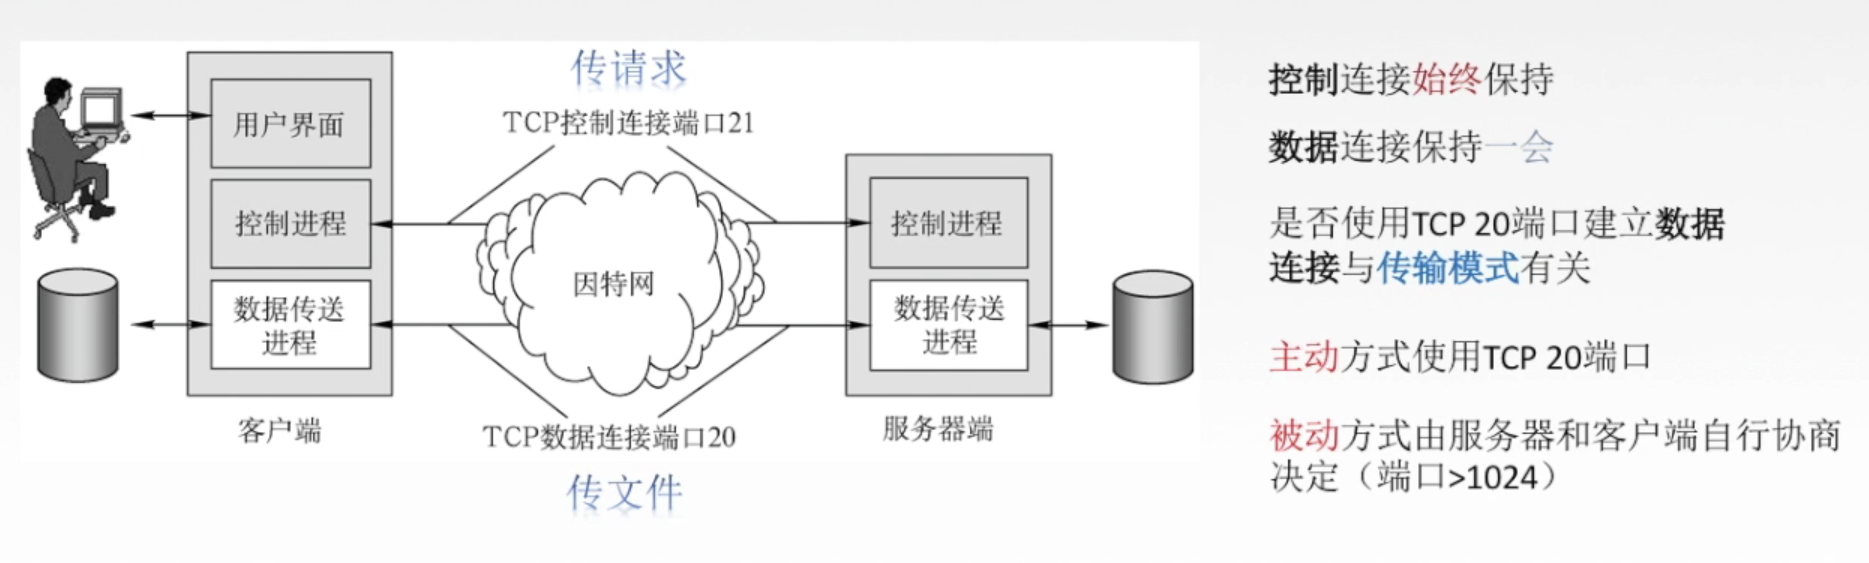 传请求
TCP控制连接端口21
用户界面
控制进程
数据传送
进程
客户端
因特网
控制进程
数据传送
进程
服务器端
TCP数据连接端口20
传文件
控制连接始终保持
数据连接保持一会
是否使用TCP 20端口建立数据
连接与传输模式有关
主动方式使用TCP 20端口
被动方式由服务器和客户端自行协商
决定（端口>1024）